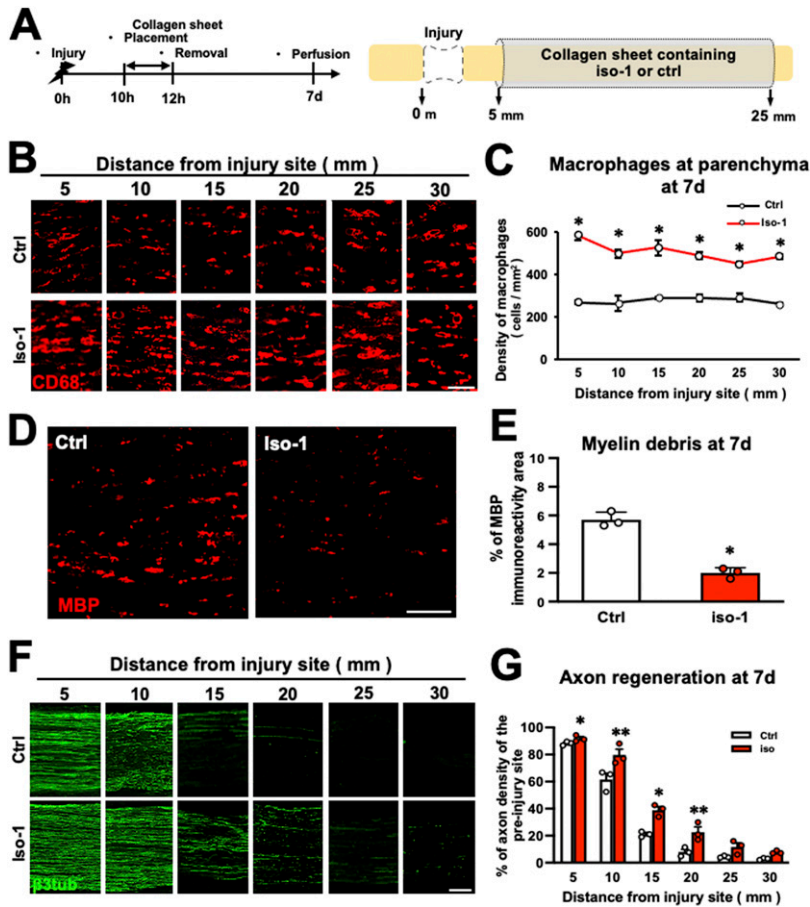 A
Collagen sheet
• Placement
• Injury
• Removal
• Perfusion
0h
10h
12h
7d
Injury
Collagen sheet containing
iso-1 or ctrl
0 m
5 mm
25 mm
B
Distance from injury site ( mm )
5 10 15 20 25 30
Ctrl
Iso-1
CD68
C
Macrophages at parenchyma
at 7d
Ctrl
Iso-1
Density of macrophages
( cells / mm²)
600
400
200
0
* * * * * *
5 10 15 20 25 30
Distance from injury site ( mm )
D
Ctrl
Iso-1
MBP
E
Myelin debris at 7d
% of MBP
immunoreactivity area
10
8
6
4
2
0
*
Ctrl
iso-1
F
Distance from injury site ( mm )
5 10 15 20 25 30
Ctrl
Iso-1
β3tub
G
Axon regeneration at 7d
Ctrl
iso
% of axon density of the
pre-injury site
100
80
60
40
20
0
* ** * **
5 10 15 20 25 30
Distance from injury site ( mm )